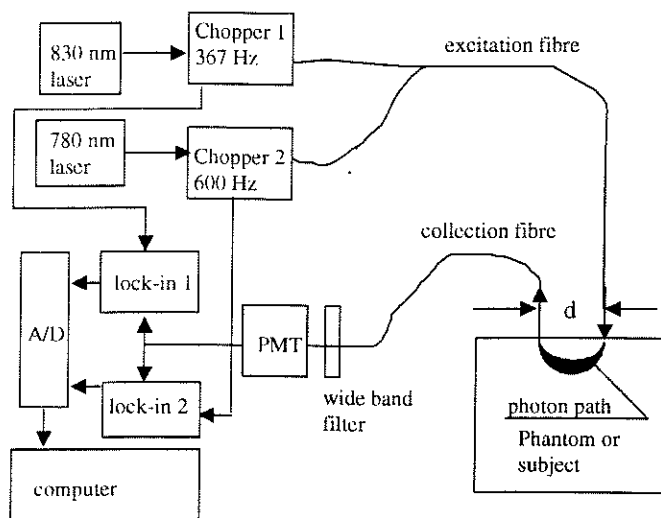 830 nm
laser
Chopper 1
367 Hz
excitation fibre
780 nm
laser
Chopper 2
600 Hz
collection fibre
lock-in 1
A/D
PMT
d
lock-in 2
wide band
filter
photon path
Phantom or
subject
computer